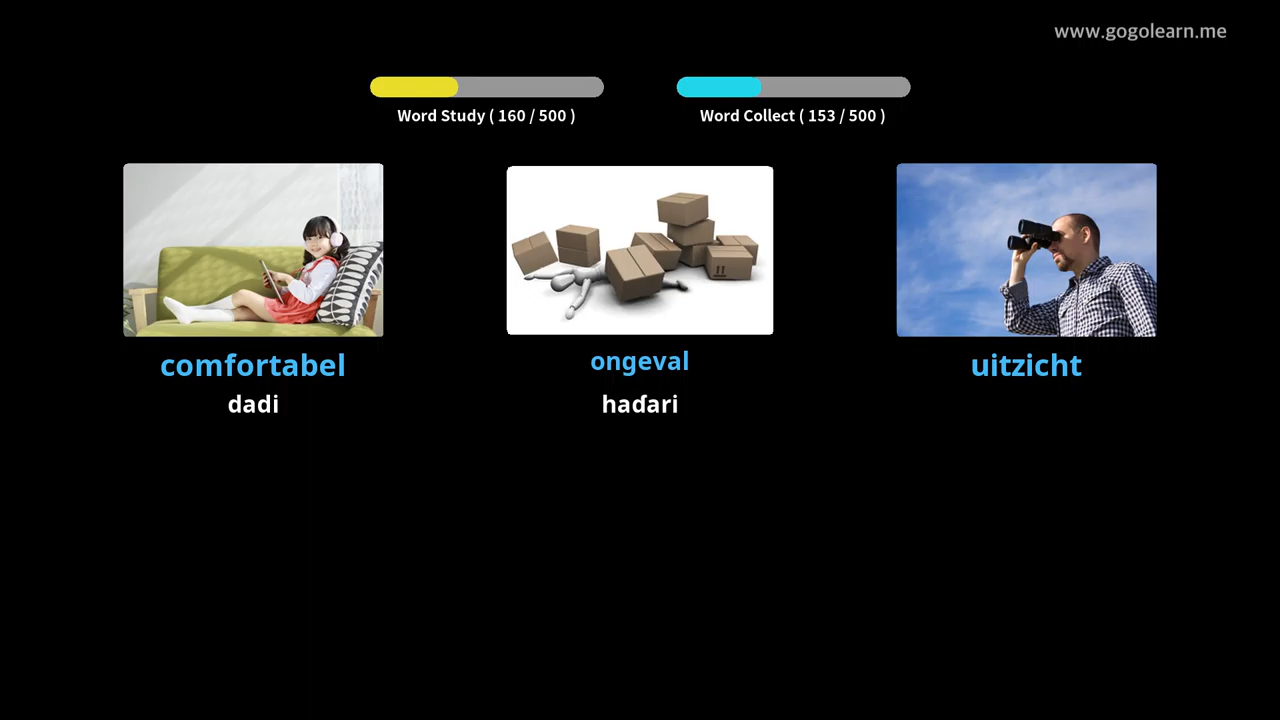 www.gogolearn.me
Word Study ( 160 / 500 )
Word Collect ( 153 / 500 )
comfortabel
ongeval
uitzicht
dadi
haɗari